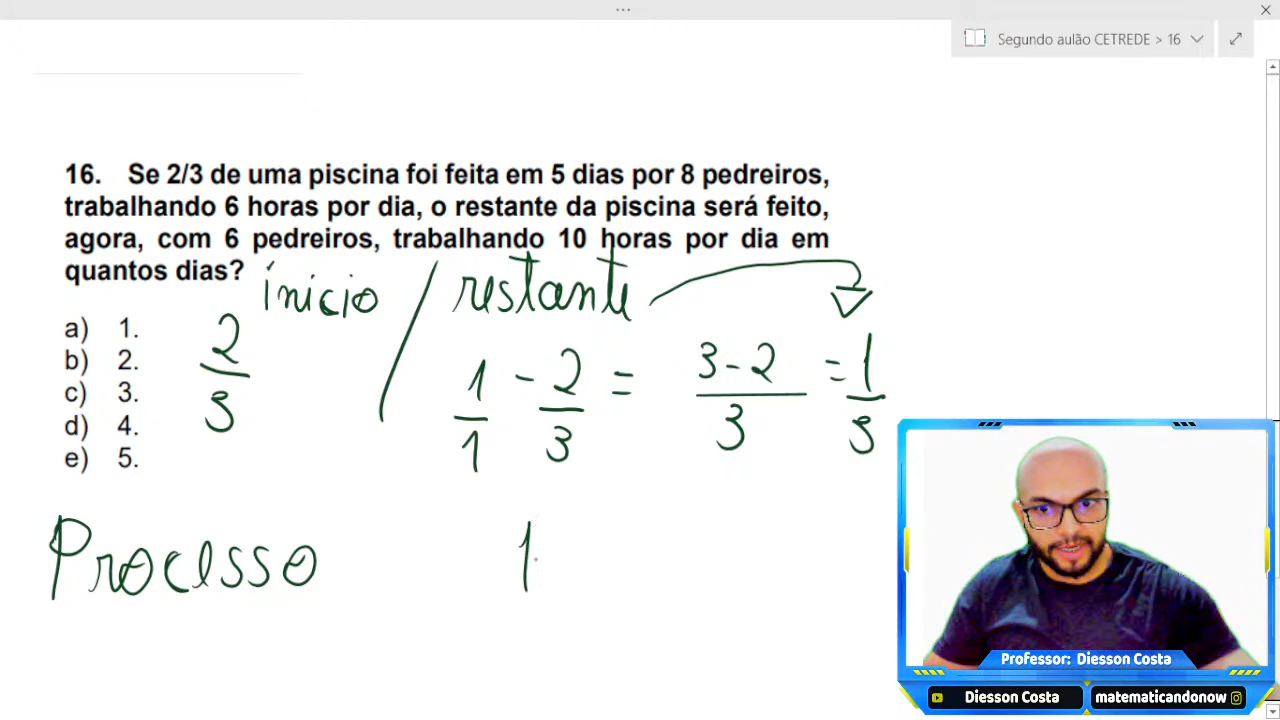 Segundo aulão CETREDE > 16
16. Se 2/3 de uma piscina foi feita em 5 dias por 8 pedreiros,
trabalhando 6 horas por dia, o restante da piscina será feito,
agora, com 6 pedreiros, trabalhando 10 horas por dia em
quantos dias?
início / restante
a) 1.
b) 2.
c) 3.
d) 4.
e) 5.
2/3
1/1 - 2/3 = 3-2/3 = 1/3
Processo
Professor: Diesson Costa
Diesson Costa
matematicandonow